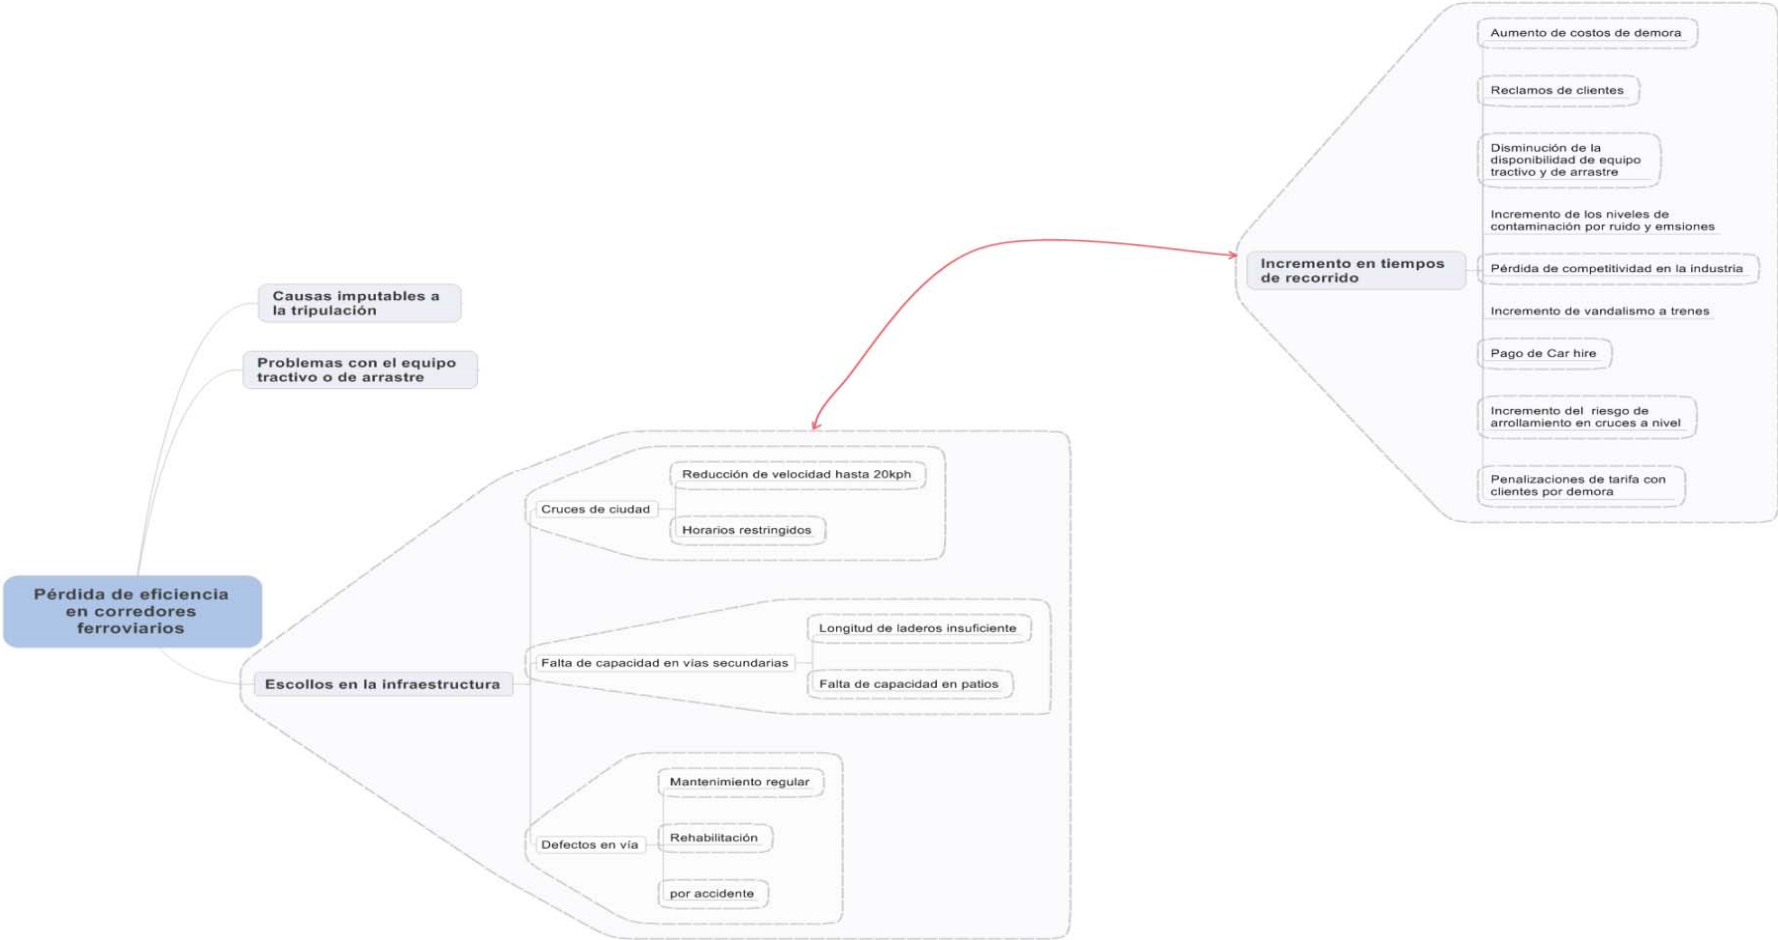 Pérdida de eficiencia
en corredores
ferroviarios
Causas imputables a
la tripulación
Problemas con el equipo
tractivo o de arrastre
Escollos en la infraestructura
Cruces de ciudad
Reducción de velocidad hasta 20kph
Horarios restringidos
Falta de capacidad en vías secundarias
Longitud de laderos insuficiente
Falta de capacidad en patios
Defectos en vía
Mantenimiento regular
Rehabilitación
por accidente
Incremento en tiempos
de recorrido
Aumento de costos de demora
Reclamos de clientes
Disminución de la
disponibilidad de equipo
tractivo y de arrastre
Incremento de los niveles de
contaminación por ruido y emsiones
Pérdida de competitividad en la industria
Incremento de vandalismo a trenes
Pago de Car hire
Incremento del riesgo de
arrollamiento en cruces a nivel
Penalizaciones de tarifa con
clientes por demora